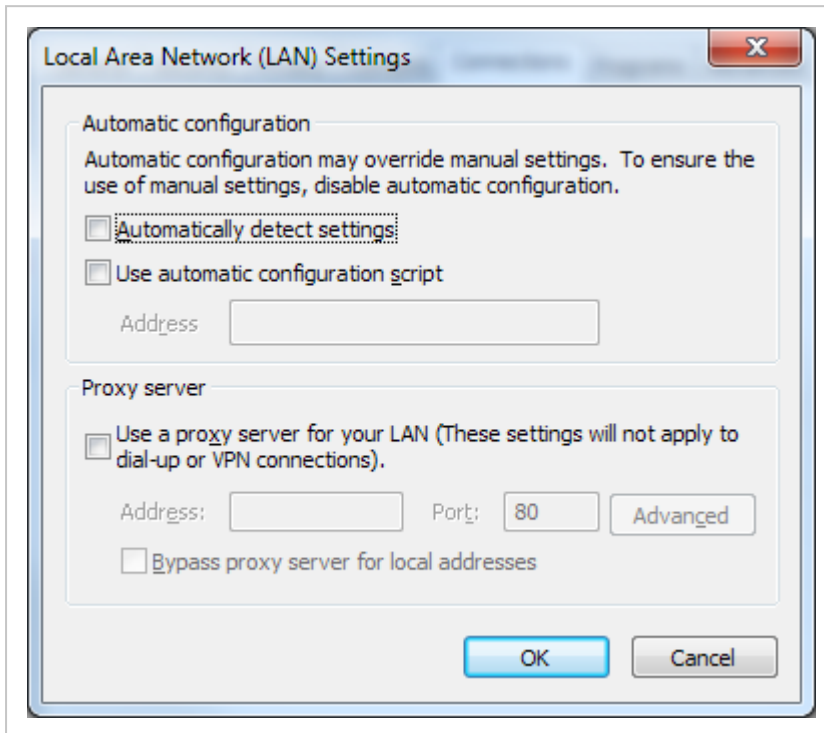 Local Area Network (LAN) Settings
Automatic configuration
Automatic configuration may override manual settings. To ensure the
use of manual settings, disable automatic configuration.
Automatically detect settings
Use automatic configuration script
Address
Proxy server
Use a proxy server for your LAN (These settings will not apply to
dial-up or VPN connections).
Address: Port: 80 Advanced
Bypass proxy server for local addresses
OK Cancel